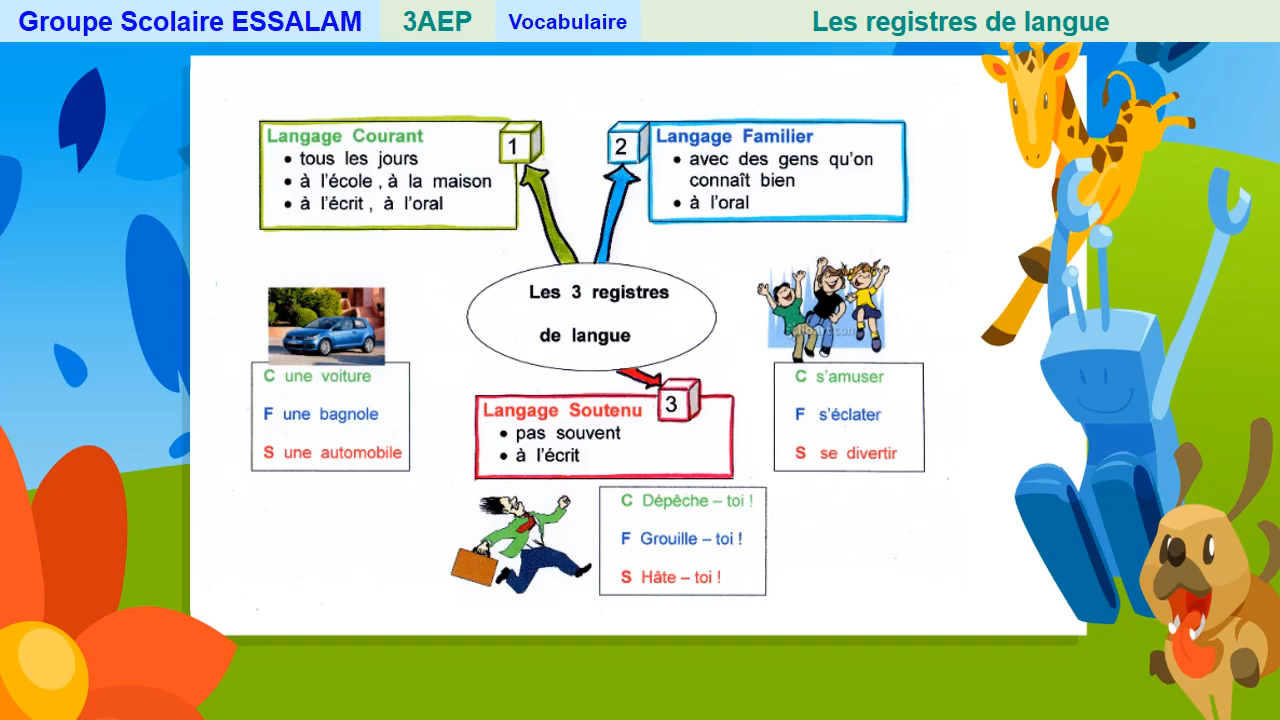 Groupe Scolaire ESSALAM 3AEP Vocabulaire Les registres de langue
Langage Courant 1
• tous les jours
• à l'école , à la maison
• à l'écrit , à l'oral
2 Langage Familier
• avec des gens qu'on
connaît bien
• à l'oral
Les 3 registres
de langue
C une voiture
F une bagnole
S une automobile
C s'amuser
F s'éclater
S se divertir
Langage Soutenu 3
• pas souvent
• à l'écrit
C Dépêche – toi !
F Grouille – toi !
S Hâte – toi !